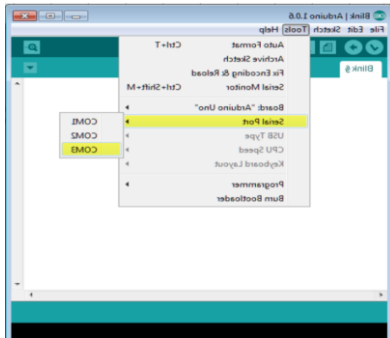 Blink | Arduino 1.0.6
File Edit Sketch Tools Help
Blink §
Auto Format Ctrl+T
Archive Sketch
Fix Encoding & Reload
Serial Monitor Ctrl+Shift+M
Board: "Arduino Uno"
Serial Port
USB Type
CPU Speed
Keyboard Layout
Programmer
Burn Bootloader
COM1
COM2
COM3